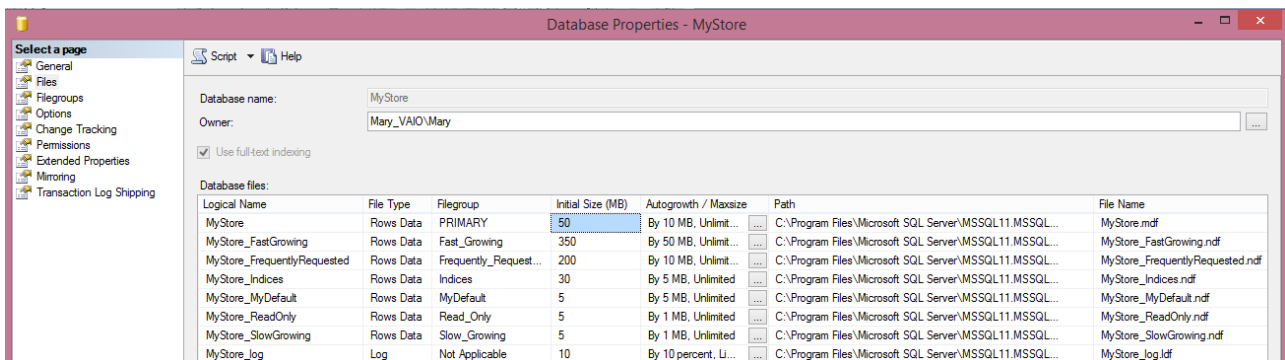 Database Properties - MyStore
Select a page
General
Files
Filegroups
Options
Change Tracking
Permissions
Extended Properties
Mirroring
Transaction Log Shipping
Script Help
Database name: MyStore
Owner: Mary_VAIO\Mary ...
Use full-text indexing
Database files:
Logical Name File Type Filegroup Initial Size (MB) Autogrowth / Maxsize Path File Name
MyStore Rows Data PRIMARY 50 By 10 MB, Unlimit... ... C:\Program Files\Microsoft SQL Server\MSSQL11.MSSQL... MyStore.mdf
MyStore_FastGrowing Rows Data Fast_Growing 350 By 50 MB, Unlimit... ... C:\Program Files\Microsoft SQL Server\MSSQL11.MSSQL... MyStore_FastGrowing.ndf
MyStore_FrequentlyRequested Rows Data Frequently_Request... 200 By 10 MB, Unlimit... ... C:\Program Files\Microsoft SQL Server\MSSQL11.MSSQL... MyStore_FrequentlyRequested.ndf
MyStore_Indices Rows Data Indices 30 By 5 MB, Unlimited ... C:\Program Files\Microsoft SQL Server\MSSQL11.MSSQL... MyStore_Indices.ndf
MyStore_MyDefault Rows Data MyDefault 5 By 5 MB, Unlimited ... C:\Program Files\Microsoft SQL Server\MSSQL11.MSSQL... MyStore_MyDefault.ndf
MyStore_ReadOnly Rows Data Read_Only 5 By 1 MB, Unlimited ... C:\Program Files\Microsoft SQL Server\MSSQL11.MSSQL... MyStore_ReadOnly.ndf
MyStore_SlowGrowing Rows Data Slow_Growing 5 By 1 MB, Unlimited ... C:\Program Files\Microsoft SQL Server\MSSQL11.MSSQL... MyStore_SlowGrowing.ndf
MyStore_log Log Not Applicable 10 By 10 percent, Li... ... C:\Program Files\Microsoft SQL Server\MSSQL11.MSSQL... MyStore_log.ldf